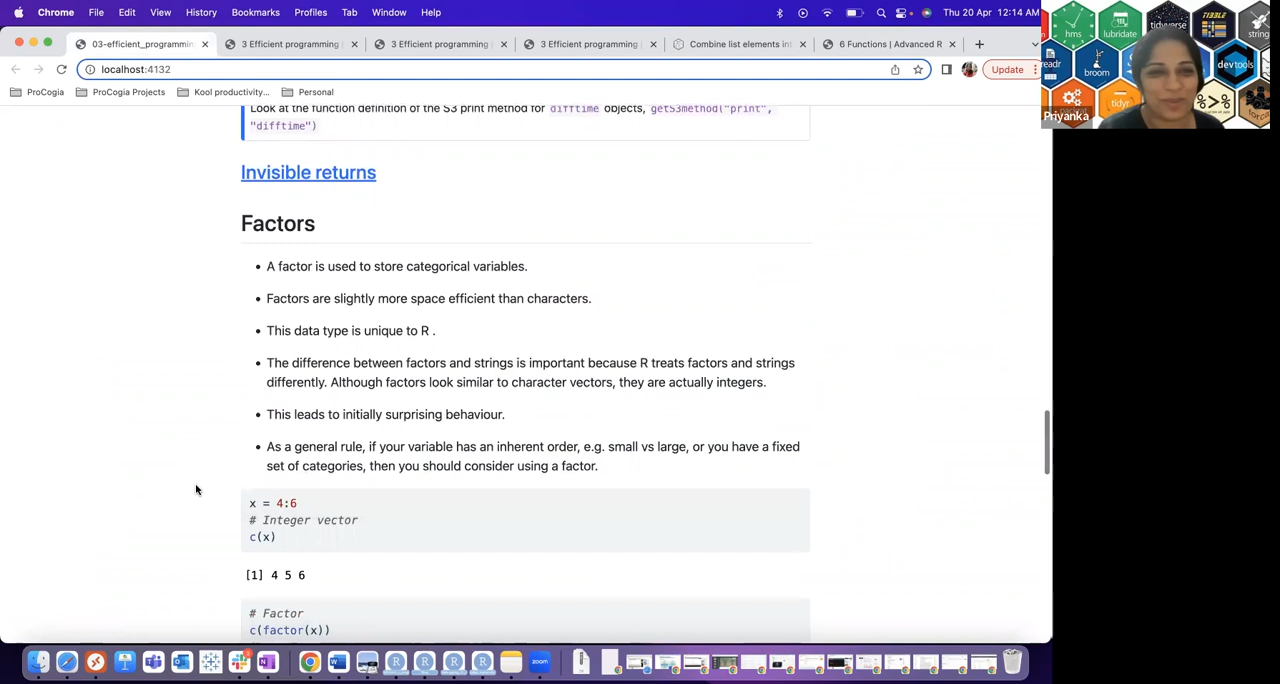 Chrome File Edit View History Bookmarks Profiles Tab Window Help
Thu 20 Apr 12:14 AM
03-efficient_programmin
3 Efficient programming
3 Efficient programming
3 Efficient programming
Combine list elements in
6 Functions | Advanced R
localhost:4132
Update
ProCogia
ProCogia Projects
Kool productivity...
Personal
hms
lubridate
tidyverse
TIBBLE
string
readr
broom
devtools
tidyr
%>%
Priyanka
Look at the function definition of the S3 print method for difftime objects, getS3method("print",
"difftime")
Invisible returns
Factors
• A factor is used to store categorical variables.
• Factors are slightly more space efficient than characters.
• This data type is unique to R .
• The difference between factors and strings is important because R treats factors and strings
differently. Although factors look similar to character vectors, they are actually integers.
• This leads to initially surprising behaviour.
• As a general rule, if your variable has an inherent order, e.g. small vs large, or you have a fixed
set of categories, then you should consider using a factor.
x = 4:6
# Integer vector
c(x)
[1] 4 5 6
# Factor
c(factor(x))
zoom